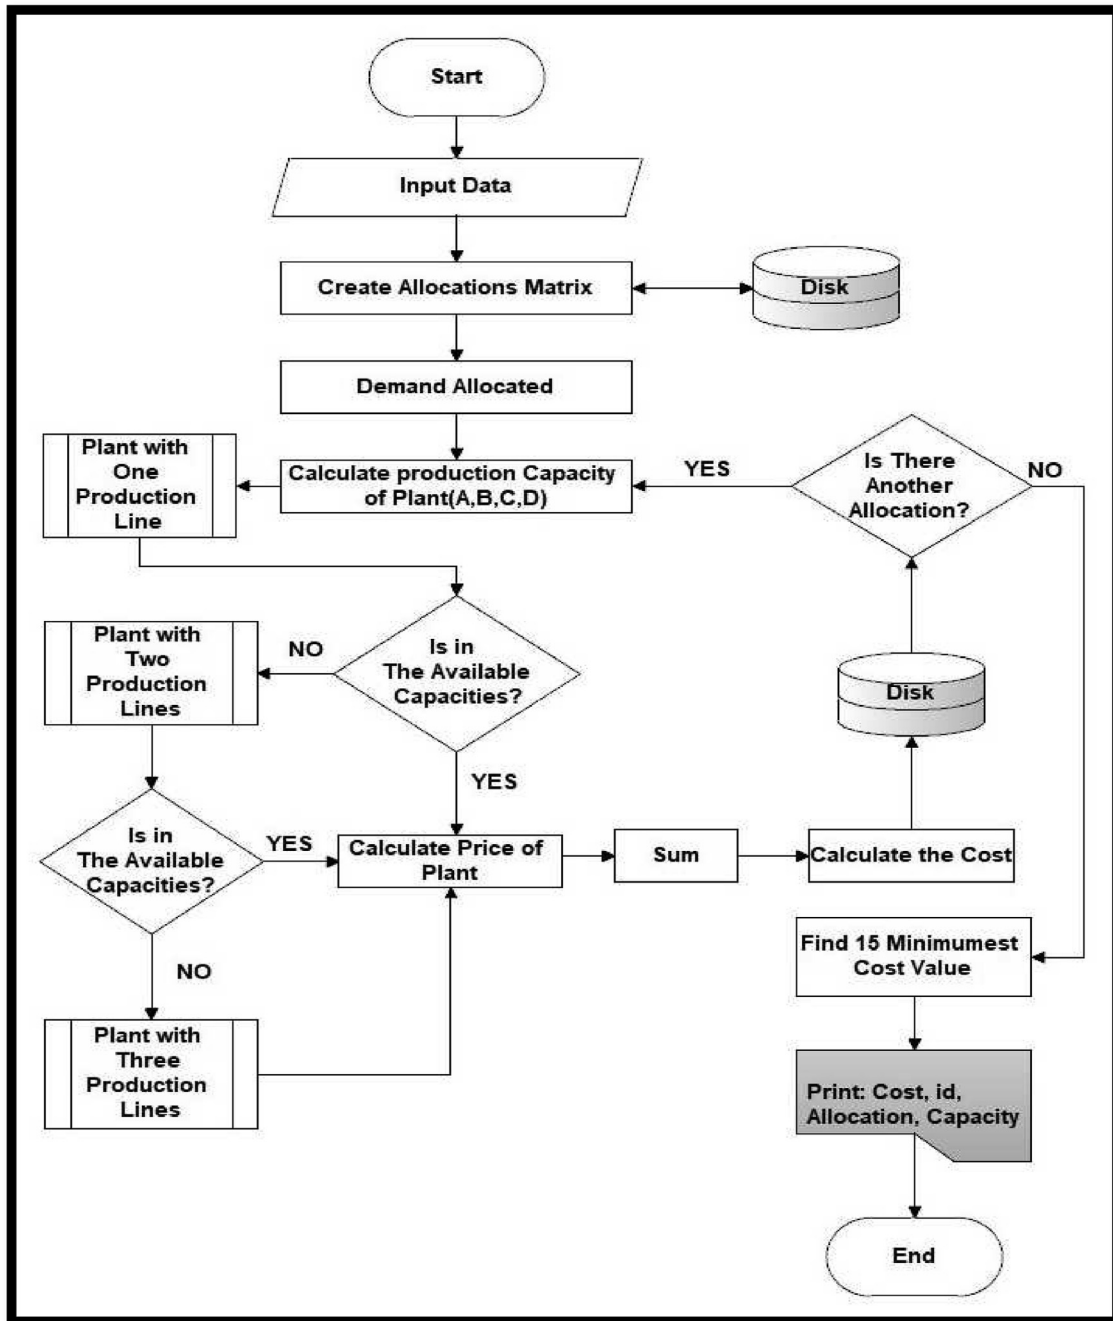 Start
Input Data
Create Allocations Matrix
Disk
Demand Allocated
Plant with
One
Production
Line
Calculate production Capacity
of Plant(A,B,C,D)
YES
Is There
Another
Allocation?
NO
Plant with
Two
Production
Lines
NO
Is in
The Available
Capacities?
Disk
YES
Is in
The Available
Capacities?
YES
Calculate Price of
Plant
Sum
Calculate the Cost
NO
Find 15 Minimumest
Cost Value
Plant with
Three
Production
Lines
Print: Cost, id,
Allocation, Capacity
End